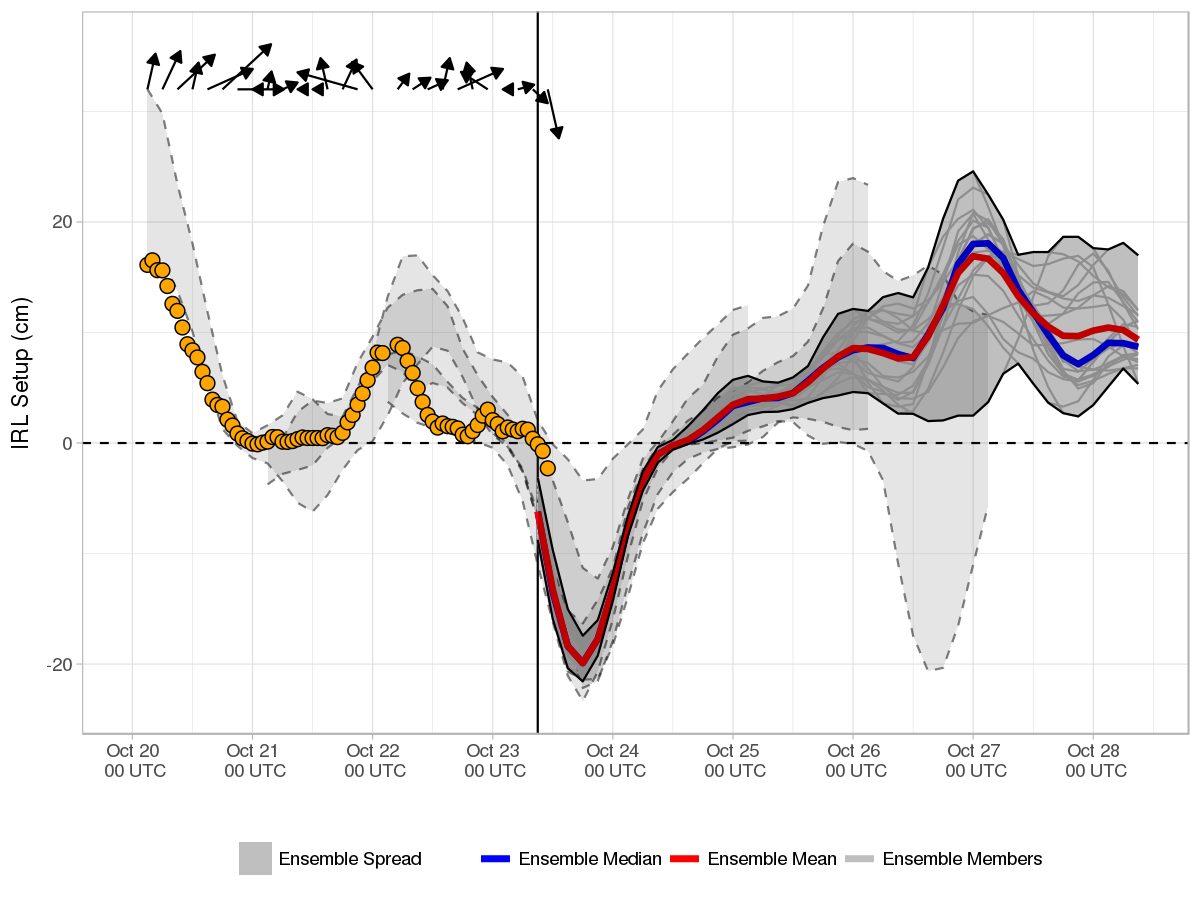 IRL Setup (cm)
20
0
-20
Oct 20 Oct 21 Oct 22 Oct 23 Oct 24 Oct 25 Oct 26 Oct 27 Oct 28
00 UTC 00 UTC 00 UTC 00 UTC 00 UTC 00 UTC 00 UTC 00 UTC 00 UTC
Ensemble Spread Ensemble Median Ensemble Mean Ensemble Members